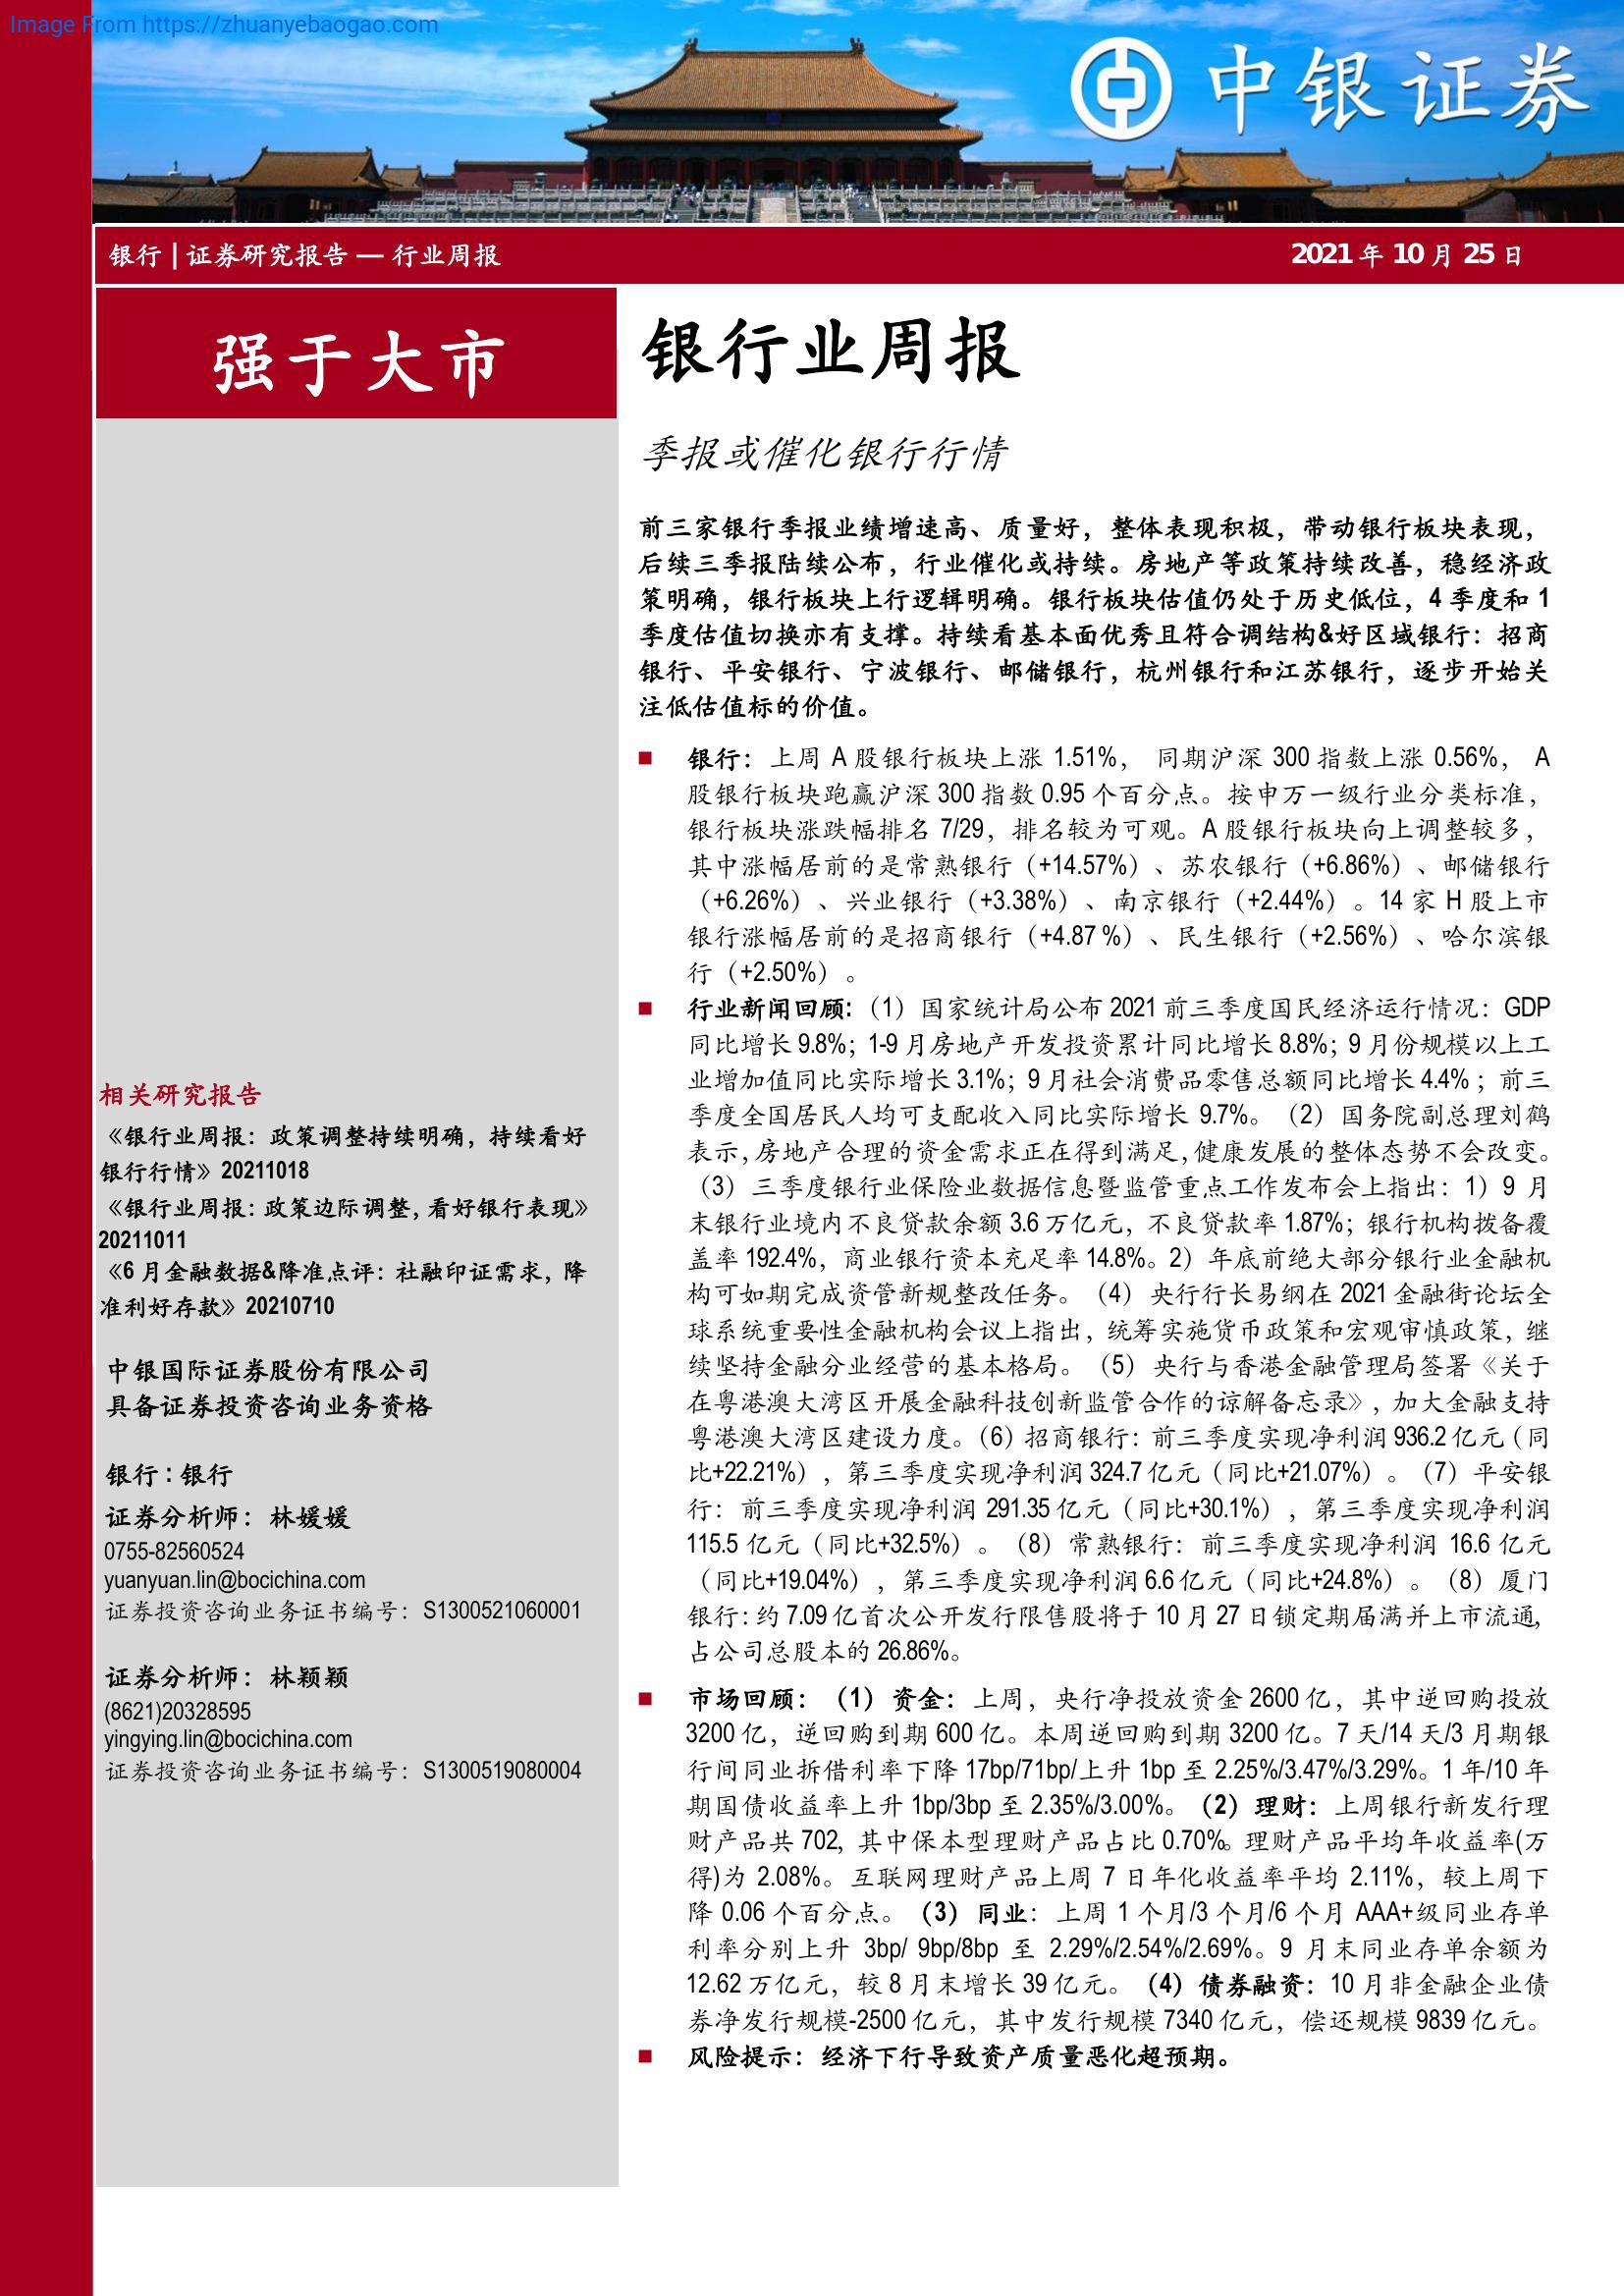 Image From https://zhuanyebaogao.com
中银证券
银行 | 证券研究报告 — 行业周报
2021 年 10 月 25 日
强于大市
银行业周报
季报或催化银行行情
前三家银行季报业绩增速高、质量好，整体表现积极，带动银行板块表现，
后续三季报陆续公布，行业催化或持续。房地产等政策持续改善，稳经济政
策明确，银行板块上行逻辑明确。银行板块估值仍处于历史低位，4 季度和 1
季度估值切换亦有支撑。持续看基本面优秀且符合调结构&好区域银行：招商
银行、平安银行、宁波银行、邮储银行，杭州银行和江苏银行，逐步开始关
注低估值标的价值。
■ 银行：上周 A 股银行板块上涨 1.51%， 同期沪深 300 指数上涨 0.56%， A
股银行板块跑赢沪深 300 指数 0.95 个百分点。按申万一级行业分类标准，
银行板块涨跌幅排名 7/29，排名较为可观。A 股银行板块向上调整较多，
其中涨幅居前的是常熟银行（+14.57%）、苏农银行（+6.86%）、邮储银行
（+6.26%）、兴业银行（+3.38%）、南京银行（+2.44%）。14 家 H 股上市
银行涨幅居前的是招商银行（+4.87 %）、民生银行（+2.56%）、哈尔滨银
行（+2.50%）。
■ 行业新闻回顾:（1）国家统计局公布 2021 前三季度国民经济运行情况：GDP
同比增长 9.8%；1-9 月房地产开发投资累计同比增长 8.8%；9 月份规模以上工
业增加值同比实际增长 3.1%；9 月社会消费品零售总额同比增长 4.4%；前三
季度全国居民人均可支配收入同比实际增长 9.7%。（2）国务院副总理刘鹤
表示，房地产合理的资金需求正在得到满足，健康发展的整体态势不会改变。
（3）三季度银行业保险业数据信息暨监管重点工作发布会上指出：1）9 月
末银行业境内不良贷款余额 3.6 万亿元，不良贷款率 1.87%；银行机构拨备覆
盖率 192.4%，商业银行资本充足率 14.8%。2）年底前绝大部分银行业金融机
构可如期完成资管新规整改任务。（4）央行行长易纲在 2021 金融街论坛全
球系统重要性金融机构会议上指出，统筹实施货币政策和宏观审慎政策，继
续坚持金融分业经营的基本格局。（5）央行与香港金融管理局签署《关于
在粤港澳大湾区开展金融科技创新监管合作的谅解备忘录》，加大金融支持
粤港澳大湾区建设力度。（6）招商银行：前三季度实现净利润 936.2 亿元（同
比+22.21%），第三季度实现净利润 324.7 亿元（同比+21.07%）。（7）平安银
行：前三季度实现净利润 291.35 亿元（同比+30.1%），第三季度实现净利润
115.5 亿元（同比+32.5%）。（8）常熟银行：前三季度实现净利润 16.6 亿元
（同比+19.04%），第三季度实现净利润 6.6 亿元（同比+24.8%）。（8）厦门
银行：约 7.09 亿首次公开发行限售股将于 10 月 27 日锁定期届满并上市流通，
占公司总股本的 26.86%。
■ 市场回顾：（1）资金：上周，央行净投放资金 2600 亿，其中逆回购投放
3200 亿，逆回购到期 600 亿。本周逆回购到期 3200 亿。7 天/14 天/3 月期银
行间同业拆借利率下降 17bp/71bp/上升 1bp 至 2.25%/3.47%/3.29%。1 年/10 年
期国债收益率上升 1bp/3bp 至 2.35%/3.00%。（2）理财：上周银行新发行理
财产品共 702，其中保本型理财产品占比 0.70%。理财产品平均年收益率(万
得)为 2.08%。互联网理财产品上周 7 日年化收益率平均 2.11%，较上周下
降 0.06 个百分点。（3）同业：上周 1 个月/3 个月/6 个月 AAA+级同业存单
利率分别上升 3bp/ 9bp/8bp 至 2.29%/2.54%/2.69%。9 月末同业存单余额为
12.62 万亿元，较 8 月末增长 39 亿元。（4）债券融资：10 月非金融企业债
券净发行规模-2500 亿元，其中发行规模 7340 亿元，偿还规模 9839 亿元。
■ 风险提示：经济下行导致资产质量恶化超预期。
相关研究报告
《银行业周报：政策调整持续明确，持续看好
银行行情》20211018
《银行业周报：政策边际调整，看好银行表现》
20211011
《6 月金融数据&降准点评：社融印证需求，降
准利好存款》20210710
中银国际证券股份有限公司
具备证券投资咨询业务资格
银行 : 银行
证券分析师：林媛媛
0755-82560524
yuanyuan.lin@bocichina.com
证券投资咨询业务证书编号：S1300521060001
证券分析师：林颖颖
(8621)20328595
yingying.lin@bocichina.com
证券投资咨询业务证书编号：S1300519080004